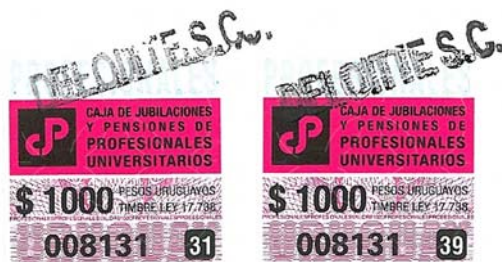 DELOITTE S.C.
CAJA DE JUBILACIONES
Y PENSIONES DE
PROFESIONALES
UNIVERSITARIOS
$ 1000 PESOS URUGUAYOS
TIMBRE LEY 17.738
008131 31
DELOITTE S.C.
CAJA DE JUBILACIONES
Y PENSIONES DE
PROFESIONALES
UNIVERSITARIOS
$ 1000 PESOS URUGUAYOS
TIMBRE LEY 17.738
008131 39